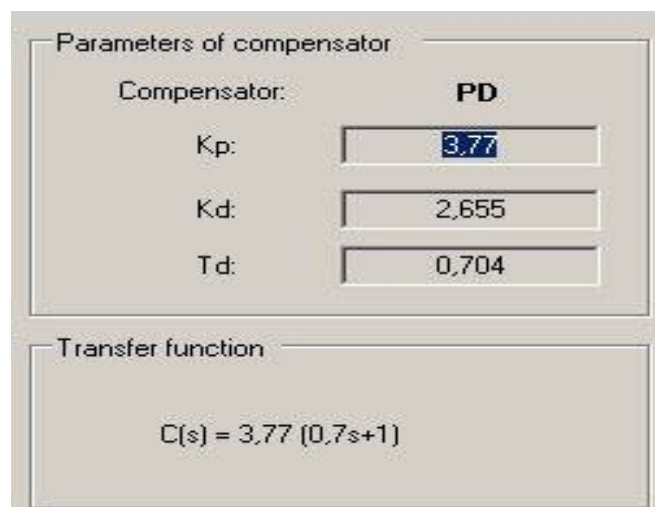 Parameters of compensator
Compensator: PD
Kp: 3,77
Kd: 2,655
Td: 0,704
Transfer function
C(s) = 3,77 (0,7s+1)